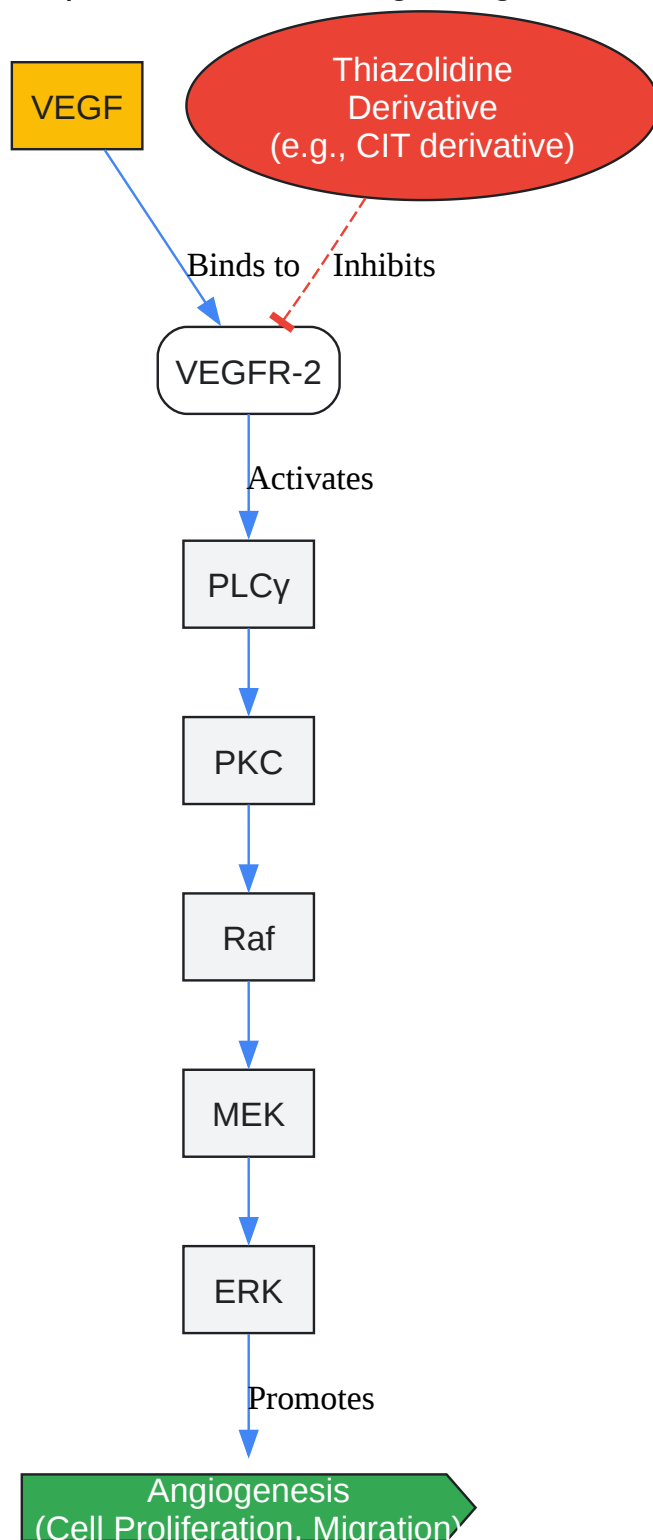 VEGF
Thiazolidine
Derivative
(e.g., CIT derivative)
Binds to
Inhibits
VEGFR-2
Activates
PLCγ
PKC
Raf
MEK
ERK
Promotes
Angiogenesis
(Cell Proliferation, Migration)